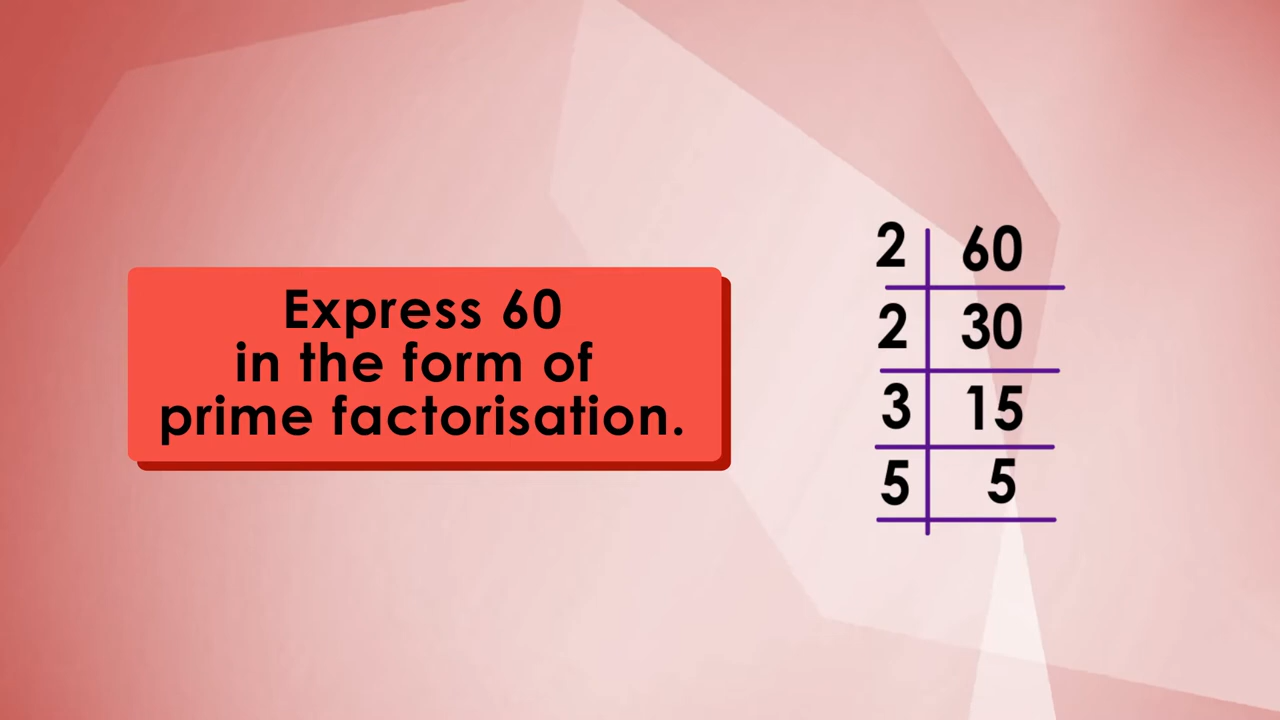 Express 60
in the form of
prime factorisation.
2 60
2 30
3 15
5 5